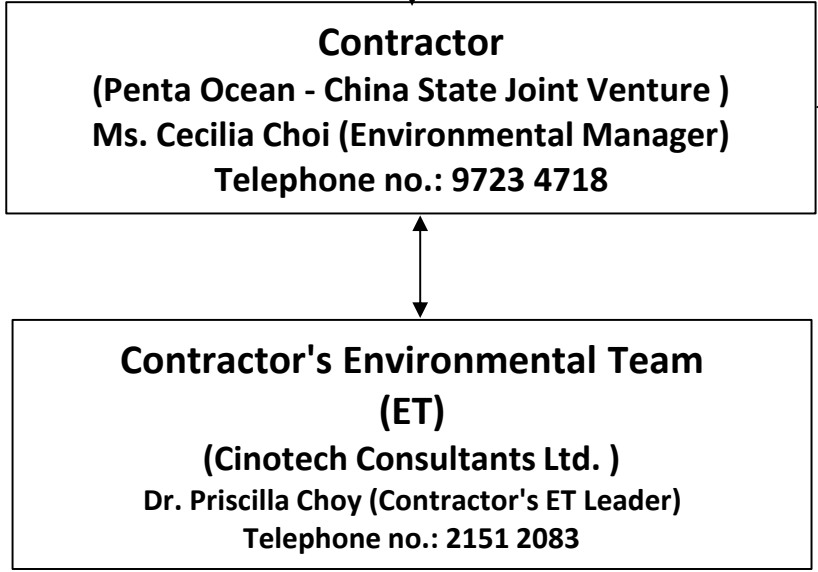 Contractor
(Penta Ocean - China State Joint Venture )
Ms. Cecilia Choi (Environmental Manager)
Telephone no.: 9723 4718
Contractor's Environmental Team
(ET)
(Cinotech Consultants Ltd. )
Dr. Priscilla Choy (Contractor's ET Leader)
Telephone no.: 2151 2083